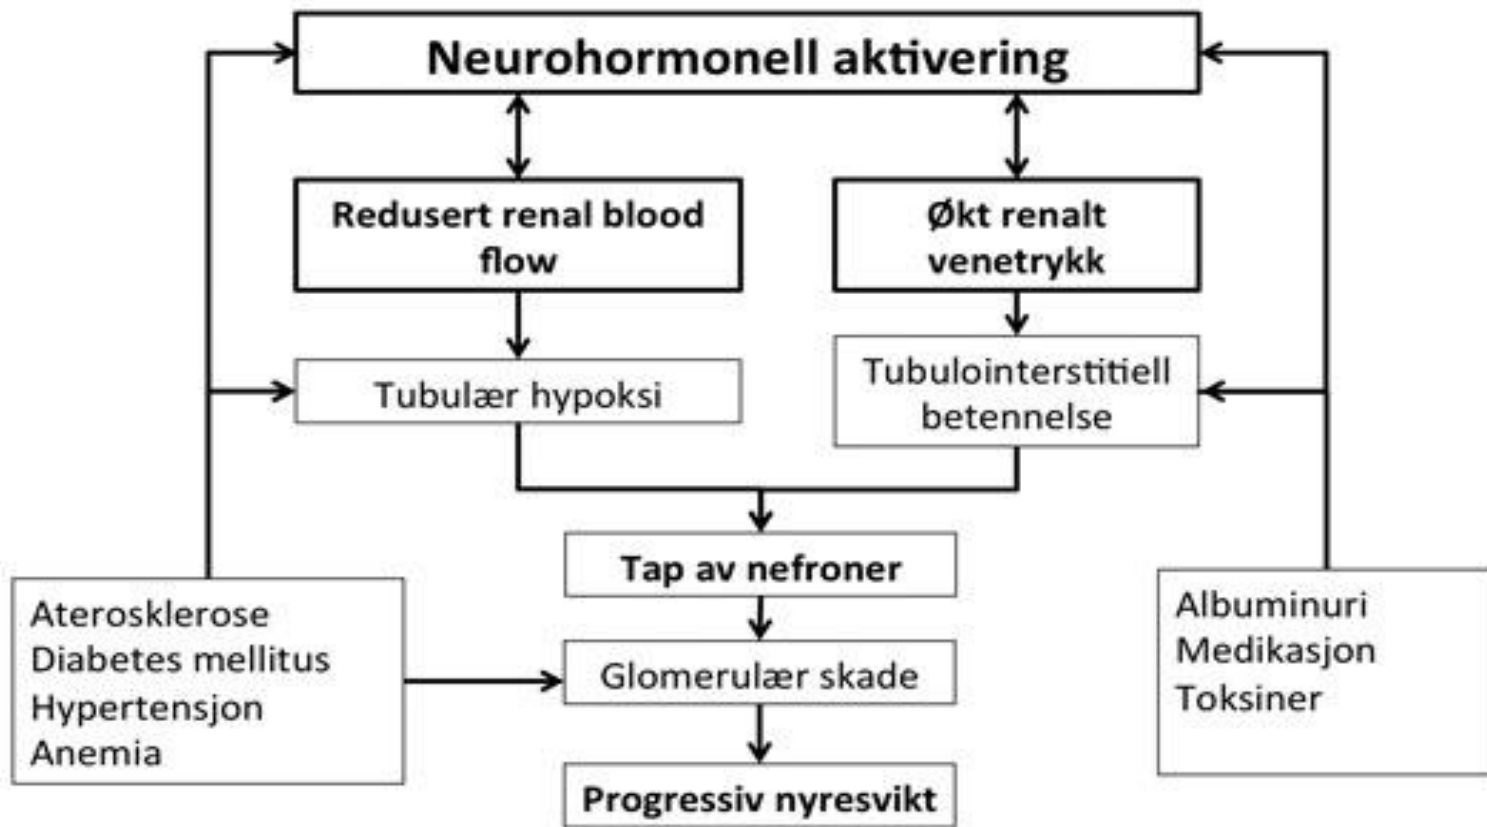 Neurohormonell aktivering
Redusert renal blood
flow
Økt renalt
venetrykk
Tubulær hypoksi
Tubulointerstitiell
betennelse
Tap av nefroner
Aterosklerose
Diabetes mellitus
Hypertensjon
Anemia
Glomerulær skade
Albuminuri
Medikasjon
Toksiner
Progressiv nyresvikt